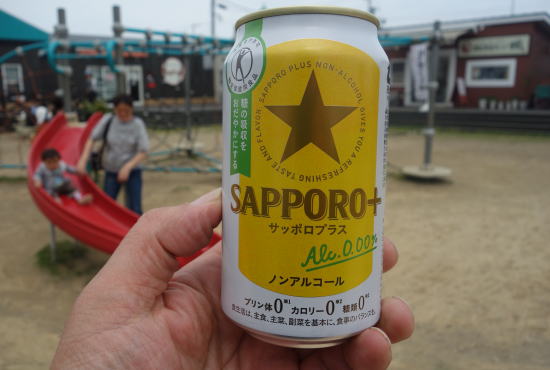 糖の吸収を
おだやかにする
SAPPORO PLUS NON-ALCOHOL GIVES YOU A REFRESHING TASTE AND FLAVOR.
SAPPORO+
サッポロプラス
Alc.0.00%
ノンアルコール
プリン体0※1 カロリー0※2 糖類0※3
食生活は、主食、主菜、副菜を基本に、食事のバランスを。